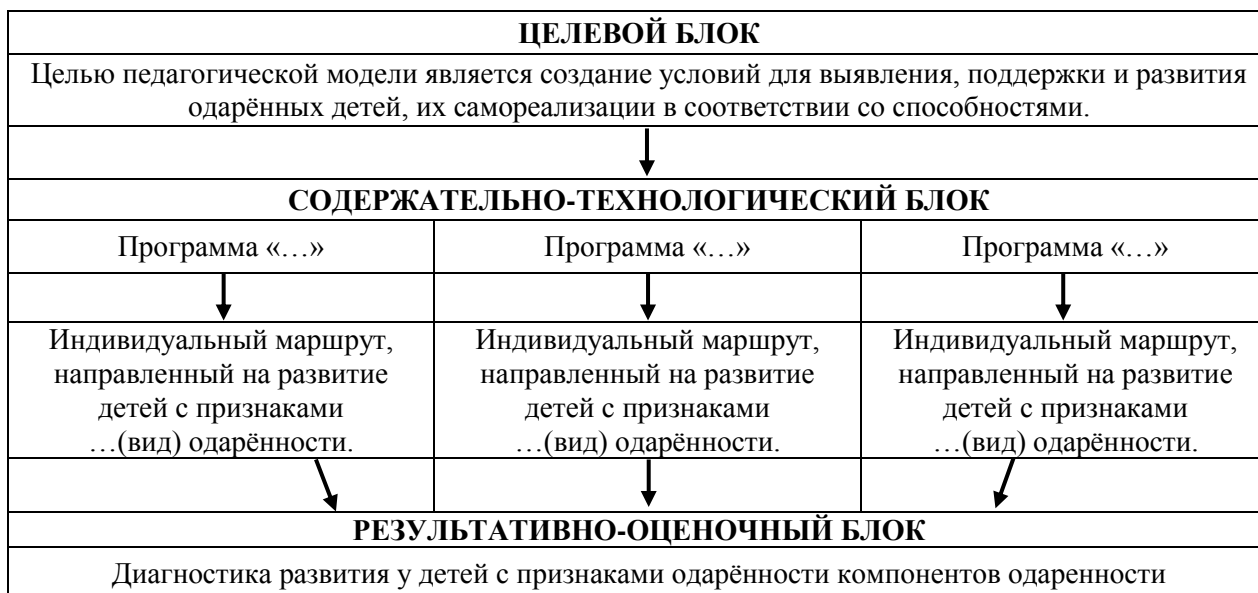 ЦЕЛЕВОЙ БЛОК
Целью педагогической модели является создание условий для выявления, поддержки и развития
одарённых детей, их самореализации в соответствии со способностями.
СОДЕРЖАТЕЛЬНО-ТЕХНОЛОГИЧЕСКИЙ БЛОК
Программа «…»
Программа «…»
Программа «…»
Индивидуальный маршрут,
направленный на развитие
детей с признаками
…(вид) одарённости.
Индивидуальный маршрут,
направленный на развитие
детей с признаками
…(вид) одарённости.
Индивидуальный маршрут,
направленный на развитие
детей с признаками
…(вид) одарённости.
РЕЗУЛЬТАТИВНО-ОЦЕНОЧНЫЙ БЛОК
Диагностика развития у детей с признаками одарённости компонентов одаренности